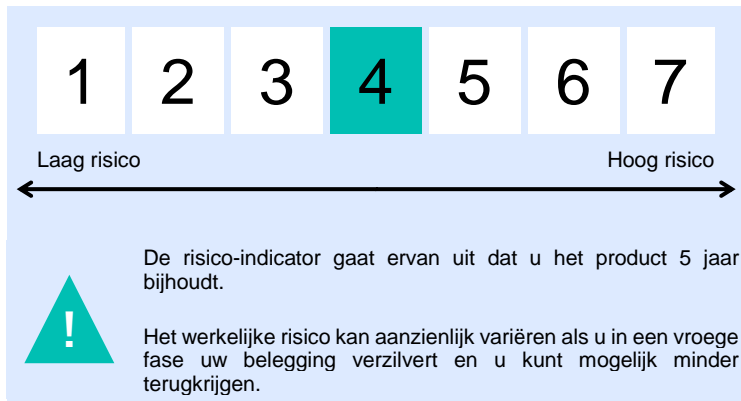 1 2 3 4 5 6 7
Laag risico Hoog risico
De risico-indicator gaat ervan uit dat u het product 5 jaar
bijhoudt.
!
Het werkelijke risico kan aanzienlijk variëren als u in een vroege
fase uw belegging verzilvert en u kunt mogelijk minder
terugkrijgen.